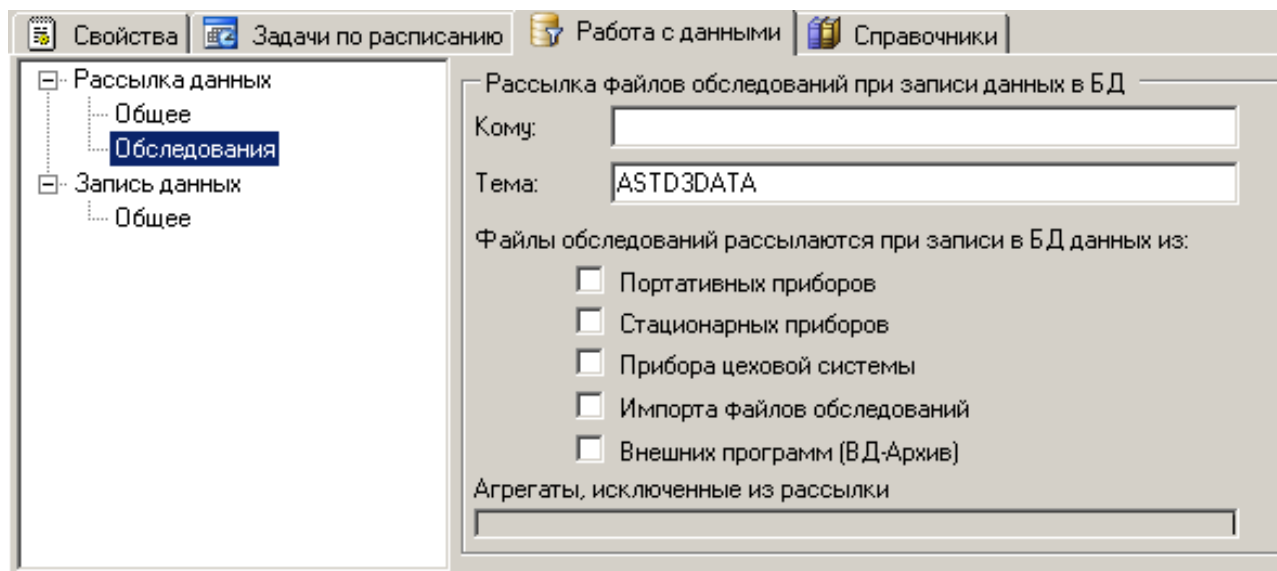 Свойства Задачи по расписанию Работа с данными Справочники
Рассылка данных
Общее
Обследования
Запись данных
Общее
Рассылка файлов обследований при записи данных в БД
Кому:
Тема: ASTD3DATA
Файлы обследований рассылаются при записи в БД данных из:
Портативных приборов
Стационарных приборов
Прибора цеховой системы
Импорта файлов обследований
Внешних программ (ВД-Архив)
Агрегаты, исключенные из рассылки